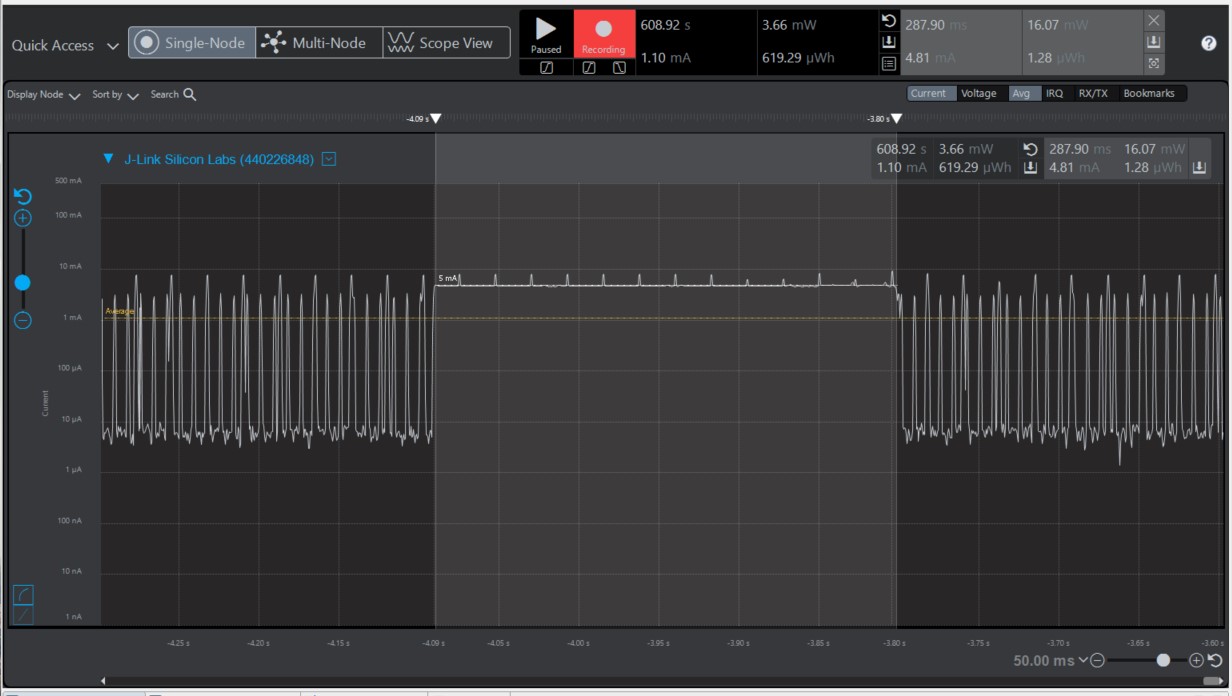 Quick Access
Single-Node
Multi-Node
Scope View
Paused
Recording
608.92 s
3.66 mW
1.10 mA
619.29 µWh
287.90 ms
16.07 mW
4.81 mA
1.28 µWh
?
Display Node
Sort by
Search
Current
Voltage
Avg
IRQ
RX/TX
Bookmarks
-4.09 s
-3.80 s
J-Link Silicon Labs (440226848)
608.92 s 3.66 mW
1.10 mA 619.29 µWh
287.90 ms 16.07 mW
4.81 mA 1.28 µWh
500 mA
100 mA
10 mA
5 mA
Average
1 mA
100 µA
Current
10 µA
1 µA
100 nA
10 nA
1 nA
-4.25 s
-4.20 s
-4.15 s
-4.09 s
-4.05 s
-4.00 s
-3.95 s
-3.90 s
-3.85 s
-3.80 s
-3.75 s
-3.70 s
-3.65 s
-3.60 s
50.00 ms